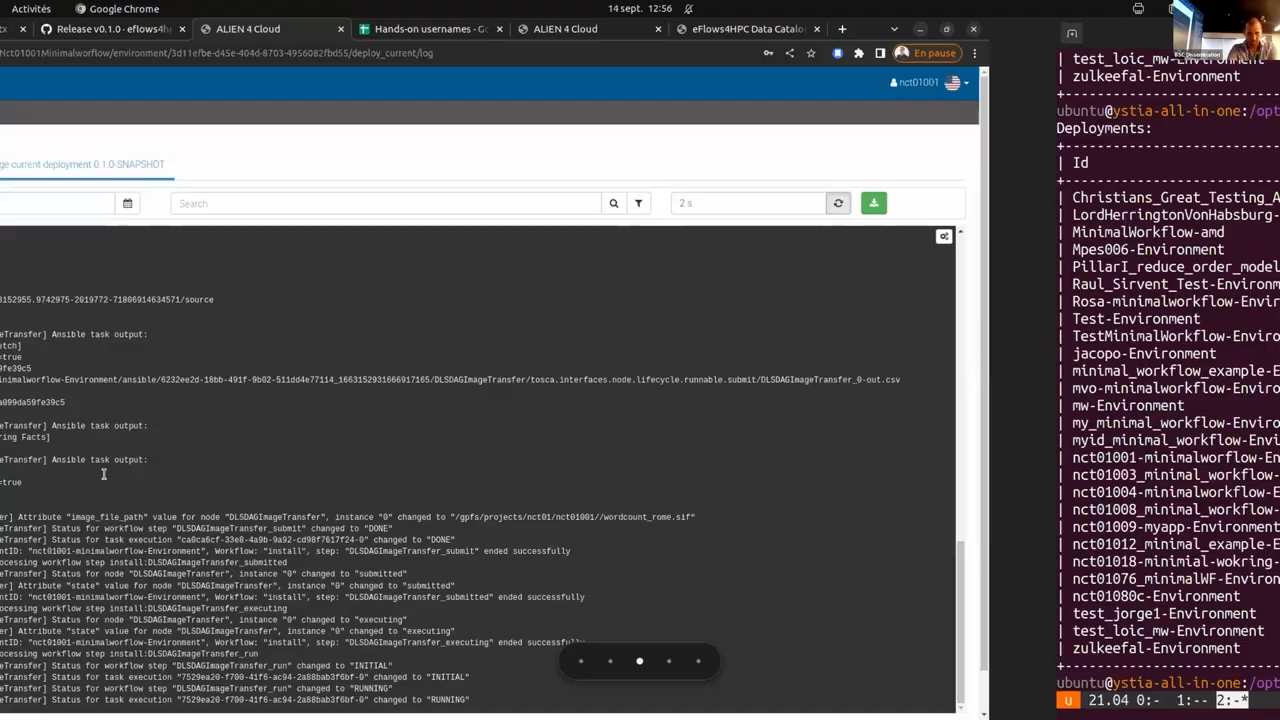 Activités
Google Chrome
14 sept. 12:56
Release v0.1.0 · eflows4h
ALIEN 4 Cloud
Hands-on usernames - Go
ALIEN 4 Cloud
eFlows4HPC Data Catalo
Nct01001Minimalworflow/environment/3d11efbe-d45e-404d-8703-4956082fbd55/deploy_current/log
En pause
nct01001
ge current deployment 0.1.0-SNAPSHOT
Search
2 s
3152955.9742975-2019772-71806914634571/source
eTransfer] Ansible task output:
etch]
=true
9fe39c5
inimalworflow-Environment/ansible/6232ee2d-18bb-491f-9b02-511dd4e77114_1663152931666917165/DLSDAGImageTransfer/tosca.interfaces.node.lifecycle.runnable.submit/DLSDAGImageTransfer_0-out.csv
a099da59fe39c5
eTransfer] Ansible task output:
ring Facts]
eTransfer] Ansible task output:
=true
er] Attribute "image_file_path" value for node "DLSDAGImageTransfer", instance "0" changed to "/gpfs/projects/nct01/nct01001//wordcount_rome.sif"
eTransfer] Status for workflow step "DLSDAGImageTransfer_submit" changed to "DONE"
eTransfer] Status for task execution "ca0ca6cf-33e8-4a9b-9a92-cd98f7617f24-0" changed to "DONE"
ntID: "nct01001-minimalworflow-Environment", Workflow: "install", step: "DLSDAGImageTransfer_submit" ended successfully
ocessing workflow step install:DLSDAGImageTransfer_submitted
eTransfer] Status for node "DLSDAGImageTransfer", instance "0" changed to "submitted"
eTransfer] Attribute "state" value for node "DLSDAGImageTransfer", instance "0" changed to "submitted"
ntID: "nct01001-minimalworflow-Environment", Workflow: "install", step: "DLSDAGImageTransfer_submitted" ended successfully
ocessing workflow step install:DLSDAGImageTransfer_executing
eTransfer] Status for node "DLSDAGImageTransfer", instance "0" changed to "executing"
er] Attribute "state" value for node "DLSDAGImageTransfer", instance "0" changed to "executing"
ntID: "nct01001-minimalworflow-Environment", Workflow: "install", step: "DLSDAGImageTransfer_executing" ended successfully
ocessing workflow step install:DLSDAGImageTransfer_run
eTransfer] Status for workflow step "DLSDAGImageTransfer_run" changed to "INITIAL"
eTransfer] Status for task execution "7529ea20-f700-41f6-ac94-2a88bab3f6bf-0" changed to "INITIAL"
eTransfer] Status for workflow step "DLSDAGImageTransfer_run" changed to "RUNNING"
eTransfer] Status for task execution "7529ea20-f700-41f6-ac94-2a88bab3f6bf-0" changed to "RUNNING"
BSC Dissemination
| test_loic_mw-Environment
| zulkeefal-Environment
ubuntu@ystia-all-in-one:/opt
Deployments:
| Id
| Christians_Great_Testing_A
| LordHerringtonVonHabsburg-
| MinimalWorkflow-amd
| Mpes006-Environment
| PillarI_reduce_order_model
| Raul_Sirvent_Test-Environm
| Rosa-minimalworkflow-Envir
| Test-Environment
| TestMinimalWorkflow-Enviro
| jacopo-Environment
| minimal_workflow_example-E
| mvo-minimal_workflow-Envir
| mw-Environment
| my_minimal_workflow-Enviro
| myid_minimal_workflow-Envi
| nct01001-minimalworflow-En
| nct01003_minimal_workflow-
| nct01004-minimalworkflow-E
| nct01008_minimal_workflow-
| nct01009-myapp-Environment
| nct01012_minimal_example-E
| nct01018-minimial-wokring-
| nct01076_minimalWF-Environ
| nct01080c-Environment
| test_jorge1-Environment
| test_loic_mw-Environment
| zulkeefal-Environment
ubuntu@ystia-all-in-one:/opt
u 21.04 0:- 1:-- 2:-*